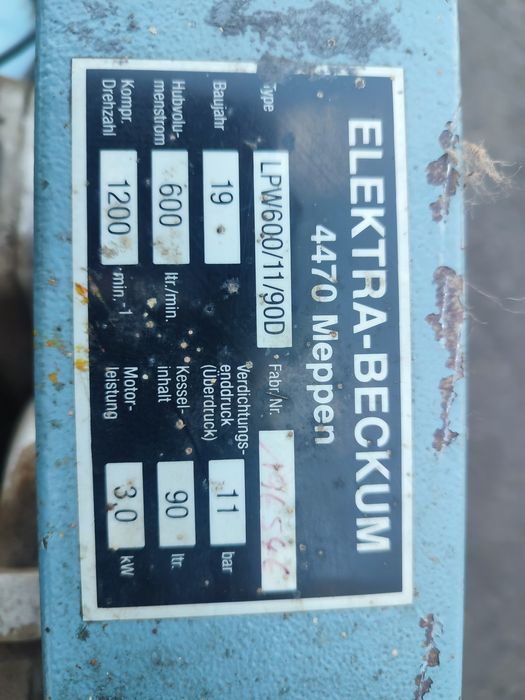 ELEKTRA-BECKUM
4470 Meppen
Type LPW600/11/90D Fabr. Nr.
Baujahr 19 Verdichtungs-
enddruck
(Überdruck) 11 bar
Hubvolu-
menstrom 600 ltr./min. Kessel-
inhalt 90 ltr.
Kompr.
Drehzahl 1200 min.-1 Motor-
leistung 3,0 kW